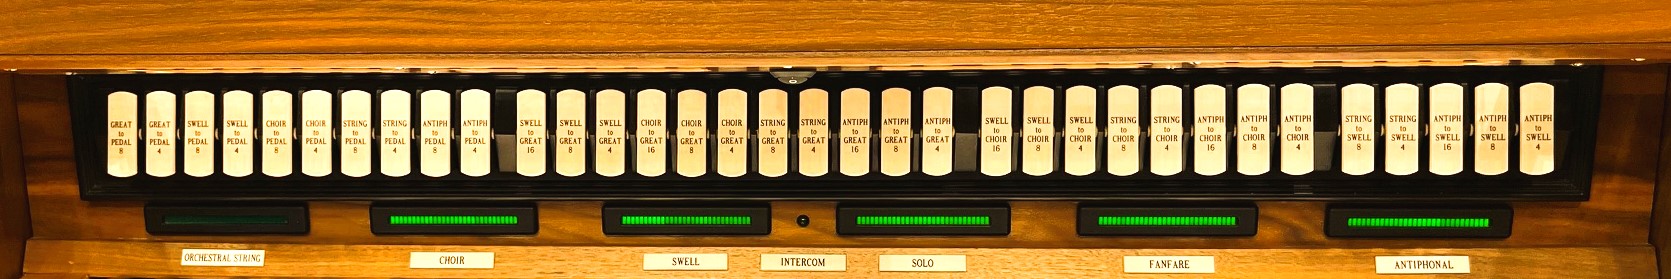 GREAT
to
PEDAL
8
GREAT
to
PEDAL
4
SWELL
to
PEDAL
8
SWELL
to
PEDAL
4
CHOIR
to
PEDAL
8
CHOIR
to
PEDAL
4
STRING
to
PEDAL
8
STRING
to
PEDAL
4
ANTIPH
to
PEDAL
8
ANTIPH
to
PEDAL
4
SWELL
to
GREAT
16
SWELL
to
GREAT
8
SWELL
to
GREAT
4
CHOIR
to
GREAT
16
CHOIR
to
GREAT
8
CHOIR
to
GREAT
4
STRING
to
GREAT
8
STRING
to
GREAT
4
ANTIPH
to
GREAT
16
ANTIPH
to
GREAT
8
ANTIPH
to
GREAT
4
SWELL
to
CHOIR
16
SWELL
to
CHOIR
8
SWELL
to
CHOIR
4
STRING
to
CHOIR
8
STRING
to
CHOIR
4
ANTIPH
to
CHOIR
16
ANTIPH
to
CHOIR
8
ANTIPH
to
CHOIR
4
STRING
to
SWELL
8
STRING
to
SWELL
4
ANTIPH
to
SWELL
16
ANTIPH
to
SWELL
8
ANTIPH
to
SWELL
4
ORCHESTRAL STRING
CHOIR
SWELL
INTERCOM
SOLO
FANFARE
ANTIPHONAL